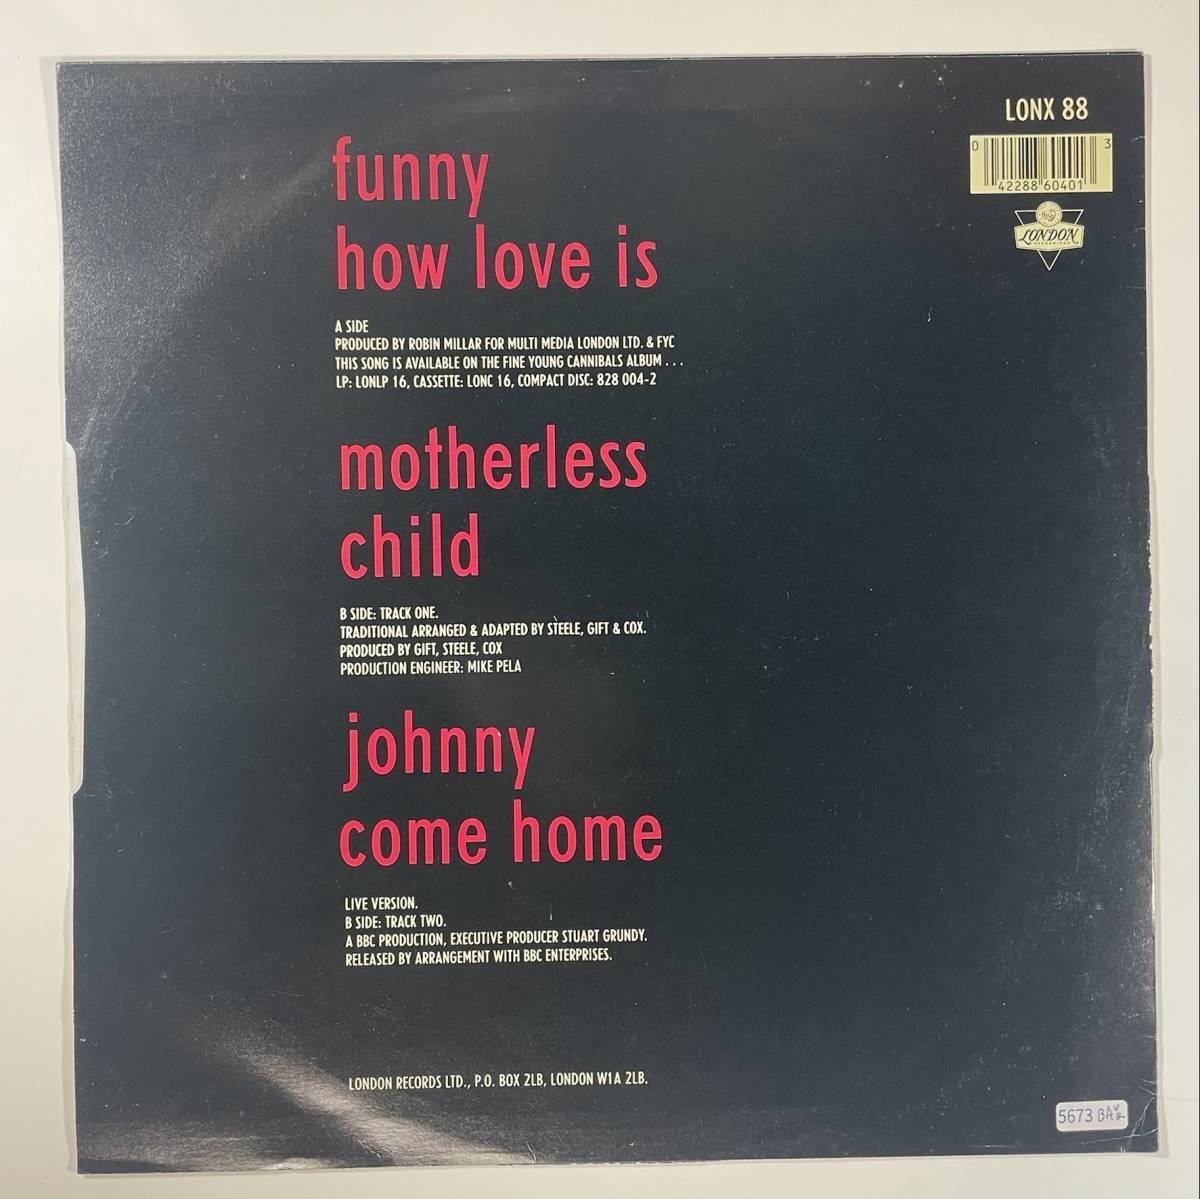 LONX 88
0 42288 60401 3
LONDON
RECORDINGS
funny
how love is
A SIDE
PRODUCED BY ROBIN MILLAR FOR MULTI MEDIA LONDON LTD. & FYC
THIS SONG IS AVAILABLE ON THE FINE YOUNG CANNIBALS ALBUM . . .
LP: LONLP 16, CASSETTE: LONC 16, COMPACT DISC: 828 004-2
motherless
child
B SIDE: TRACK ONE.
TRADITIONAL ARRANGED & ADAPTED BY STEELE, GIFT & COX.
PRODUCED BY GIFT, STEELE, COX
PRODUCTION ENGINEER: MIKE PELA
johnny
come home
LIVE VERSION.
B SIDE: TRACK TWO.
A BBC PRODUCTION, EXECUTIVE PRODUCER STUART GRUNDY.
RELEASED BY ARRANGEMENT WITH BBC ENTERPRISES.
LONDON RECORDS LTD., P.O. BOX 2LB, LONDON W1A 2LB.
5673